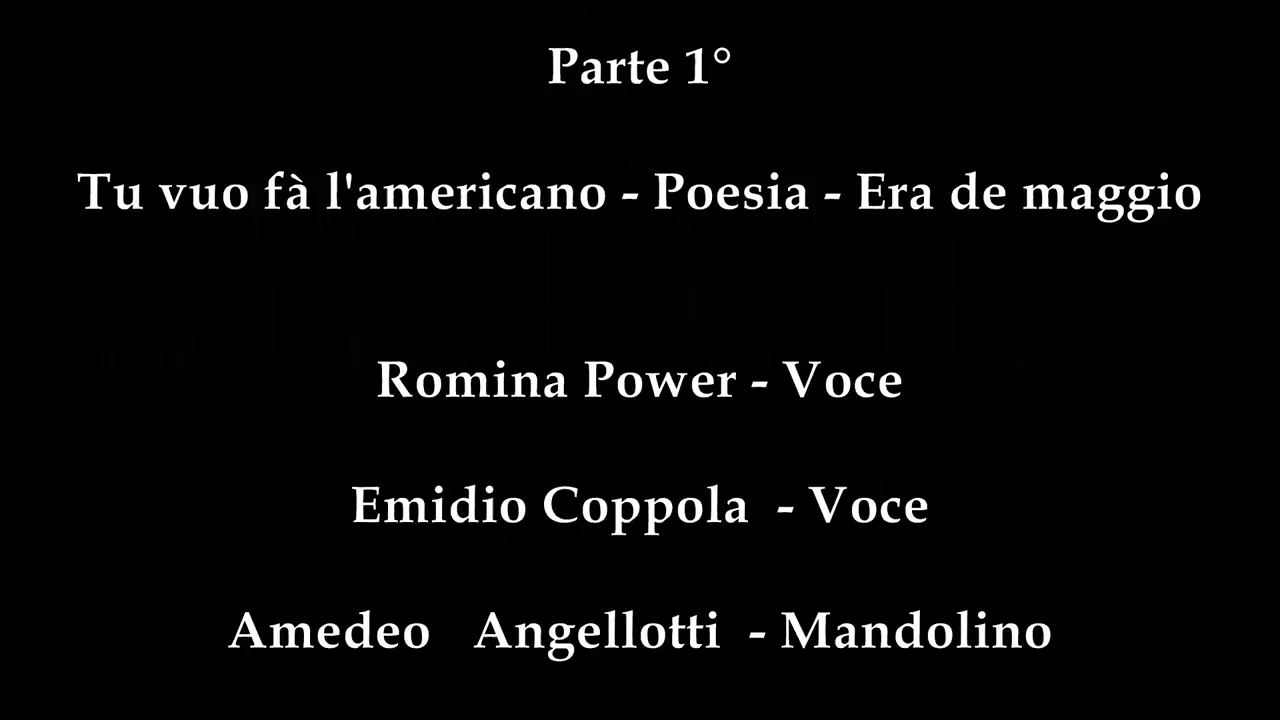 Parte 1°
Tu vuo fà l'americano - Poesia - Era de maggio
Romina Power - Voce
Emidio Coppola - Voce
Amedeo Angellotti - Mandolino